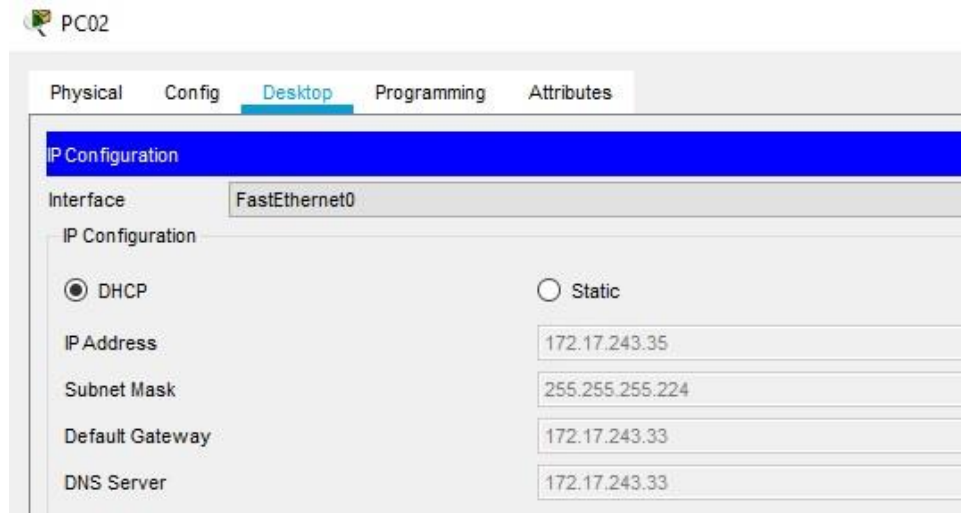 PC02
Physical Config Desktop Programming Attributes
IP Configuration
Interface FastEthernet0
IP Configuration
DHCP Static
IP Address 172.17.243.35
Subnet Mask 255.255.255.224
Default Gateway 172.17.243.33
DNS Server 172.17.243.33